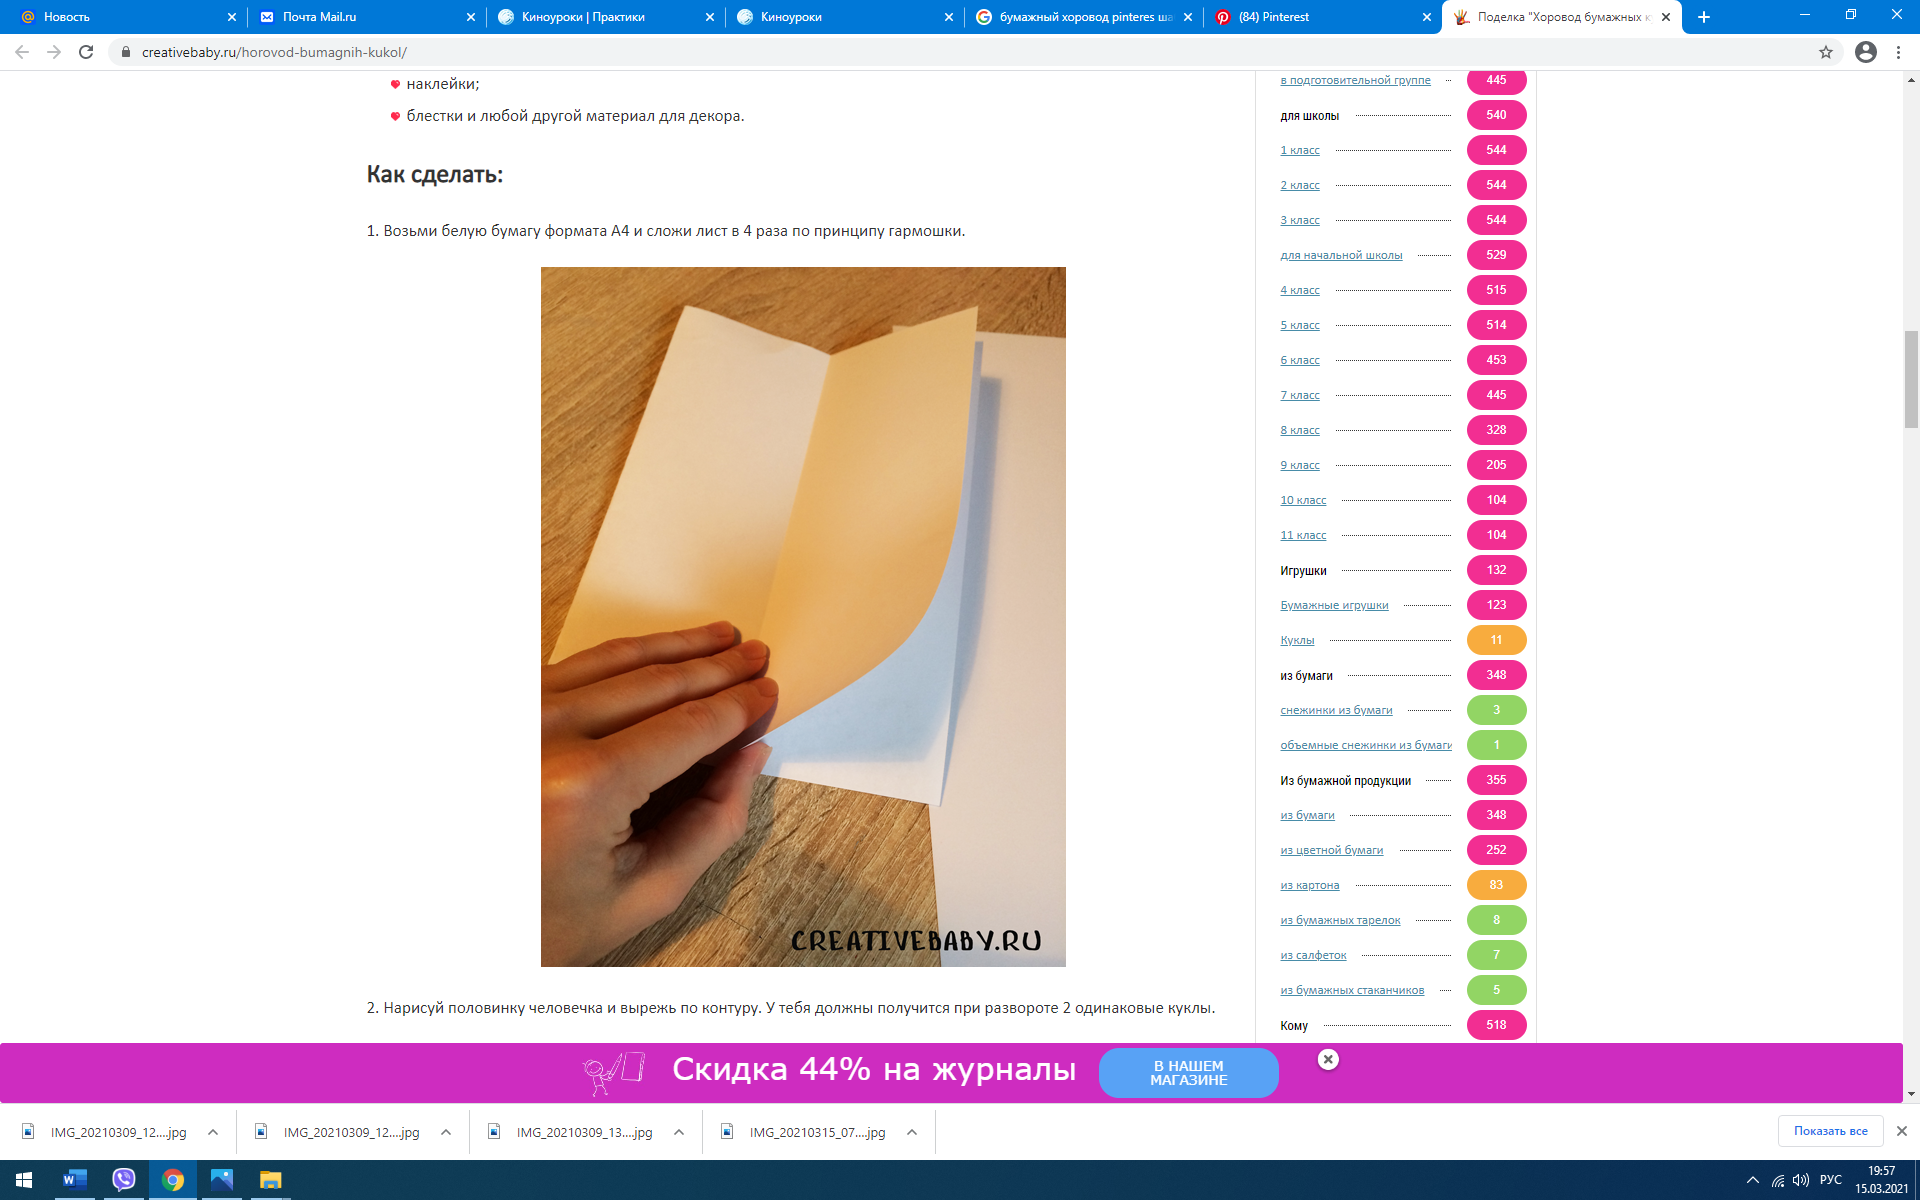 Новость
Почта Mail.ru
Киноуроки | Практики
Киноуроки
бумажный хоровод pinteres ша
(84) Pinterest
Поделка "Хоровод бумажных к
creativebaby.ru/horovod-bumagnih-kukol/
наклейки;
блестки и любой другой материал для декора.
Как сделать:
1. Возьми белую бумагу формата А4 и сложи лист в 4 раза по принципу гармошки.
CREATIVEBABY.RU
2. Нарисуй половинку человечка и вырежь по контуру. У тебя должны получится при развороте 2 одинаковые куклы.
в подготовительной группе 445
для школы 540
1 класс 544
2 класс 544
3 класс 544
для начальной школы 529
4 класс 515
5 класс 514
6 класс 453
7 класс 445
8 класс 328
9 класс 205
10 класс 104
11 класс 104
Игрушки 132
Бумажные игрушки 123
Куклы 11
из бумаги 348
снежинки из бумаги 3
объемные снежинки из бумаги 1
Из бумажной продукции 355
из бумаги 348
из цветной бумаги 252
из картона 83
из бумажных тарелок 8
из салфеток 7
из бумажных стаканчиков 5
Кому 518
Скидка 44% на журналы
В НАШЕМ
МАГАЗИНЕ
IMG_20210309_12....jpg
IMG_20210309_12....jpg
IMG_20210309_13....jpg
IMG_20210315_07....jpg
Показать все
РУС
19:57
15.03.2021